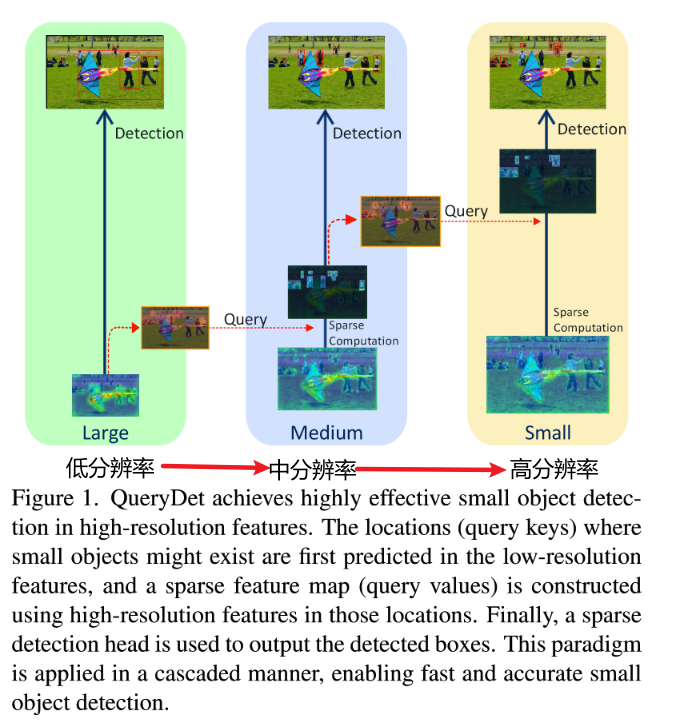 Detection
Detection
Detection
Query
Query
Sparse
Computation
Sparse
Computation
Large
Medium
Small
低分辨率
中分辨率
高分辨率
Figure 1. QueryDet achieves highly effective small object detec-
tion in high-resolution features. The locations (query keys) where
small objects might exist are first predicted in the low-resolution
features, and a sparse feature map (query values) is constructed
using high-resolution features in those locations. Finally, a sparse
detection head is used to output the detected boxes. This paradigm
is applied in a cascaded manner, enabling fast and accurate small
object detection.